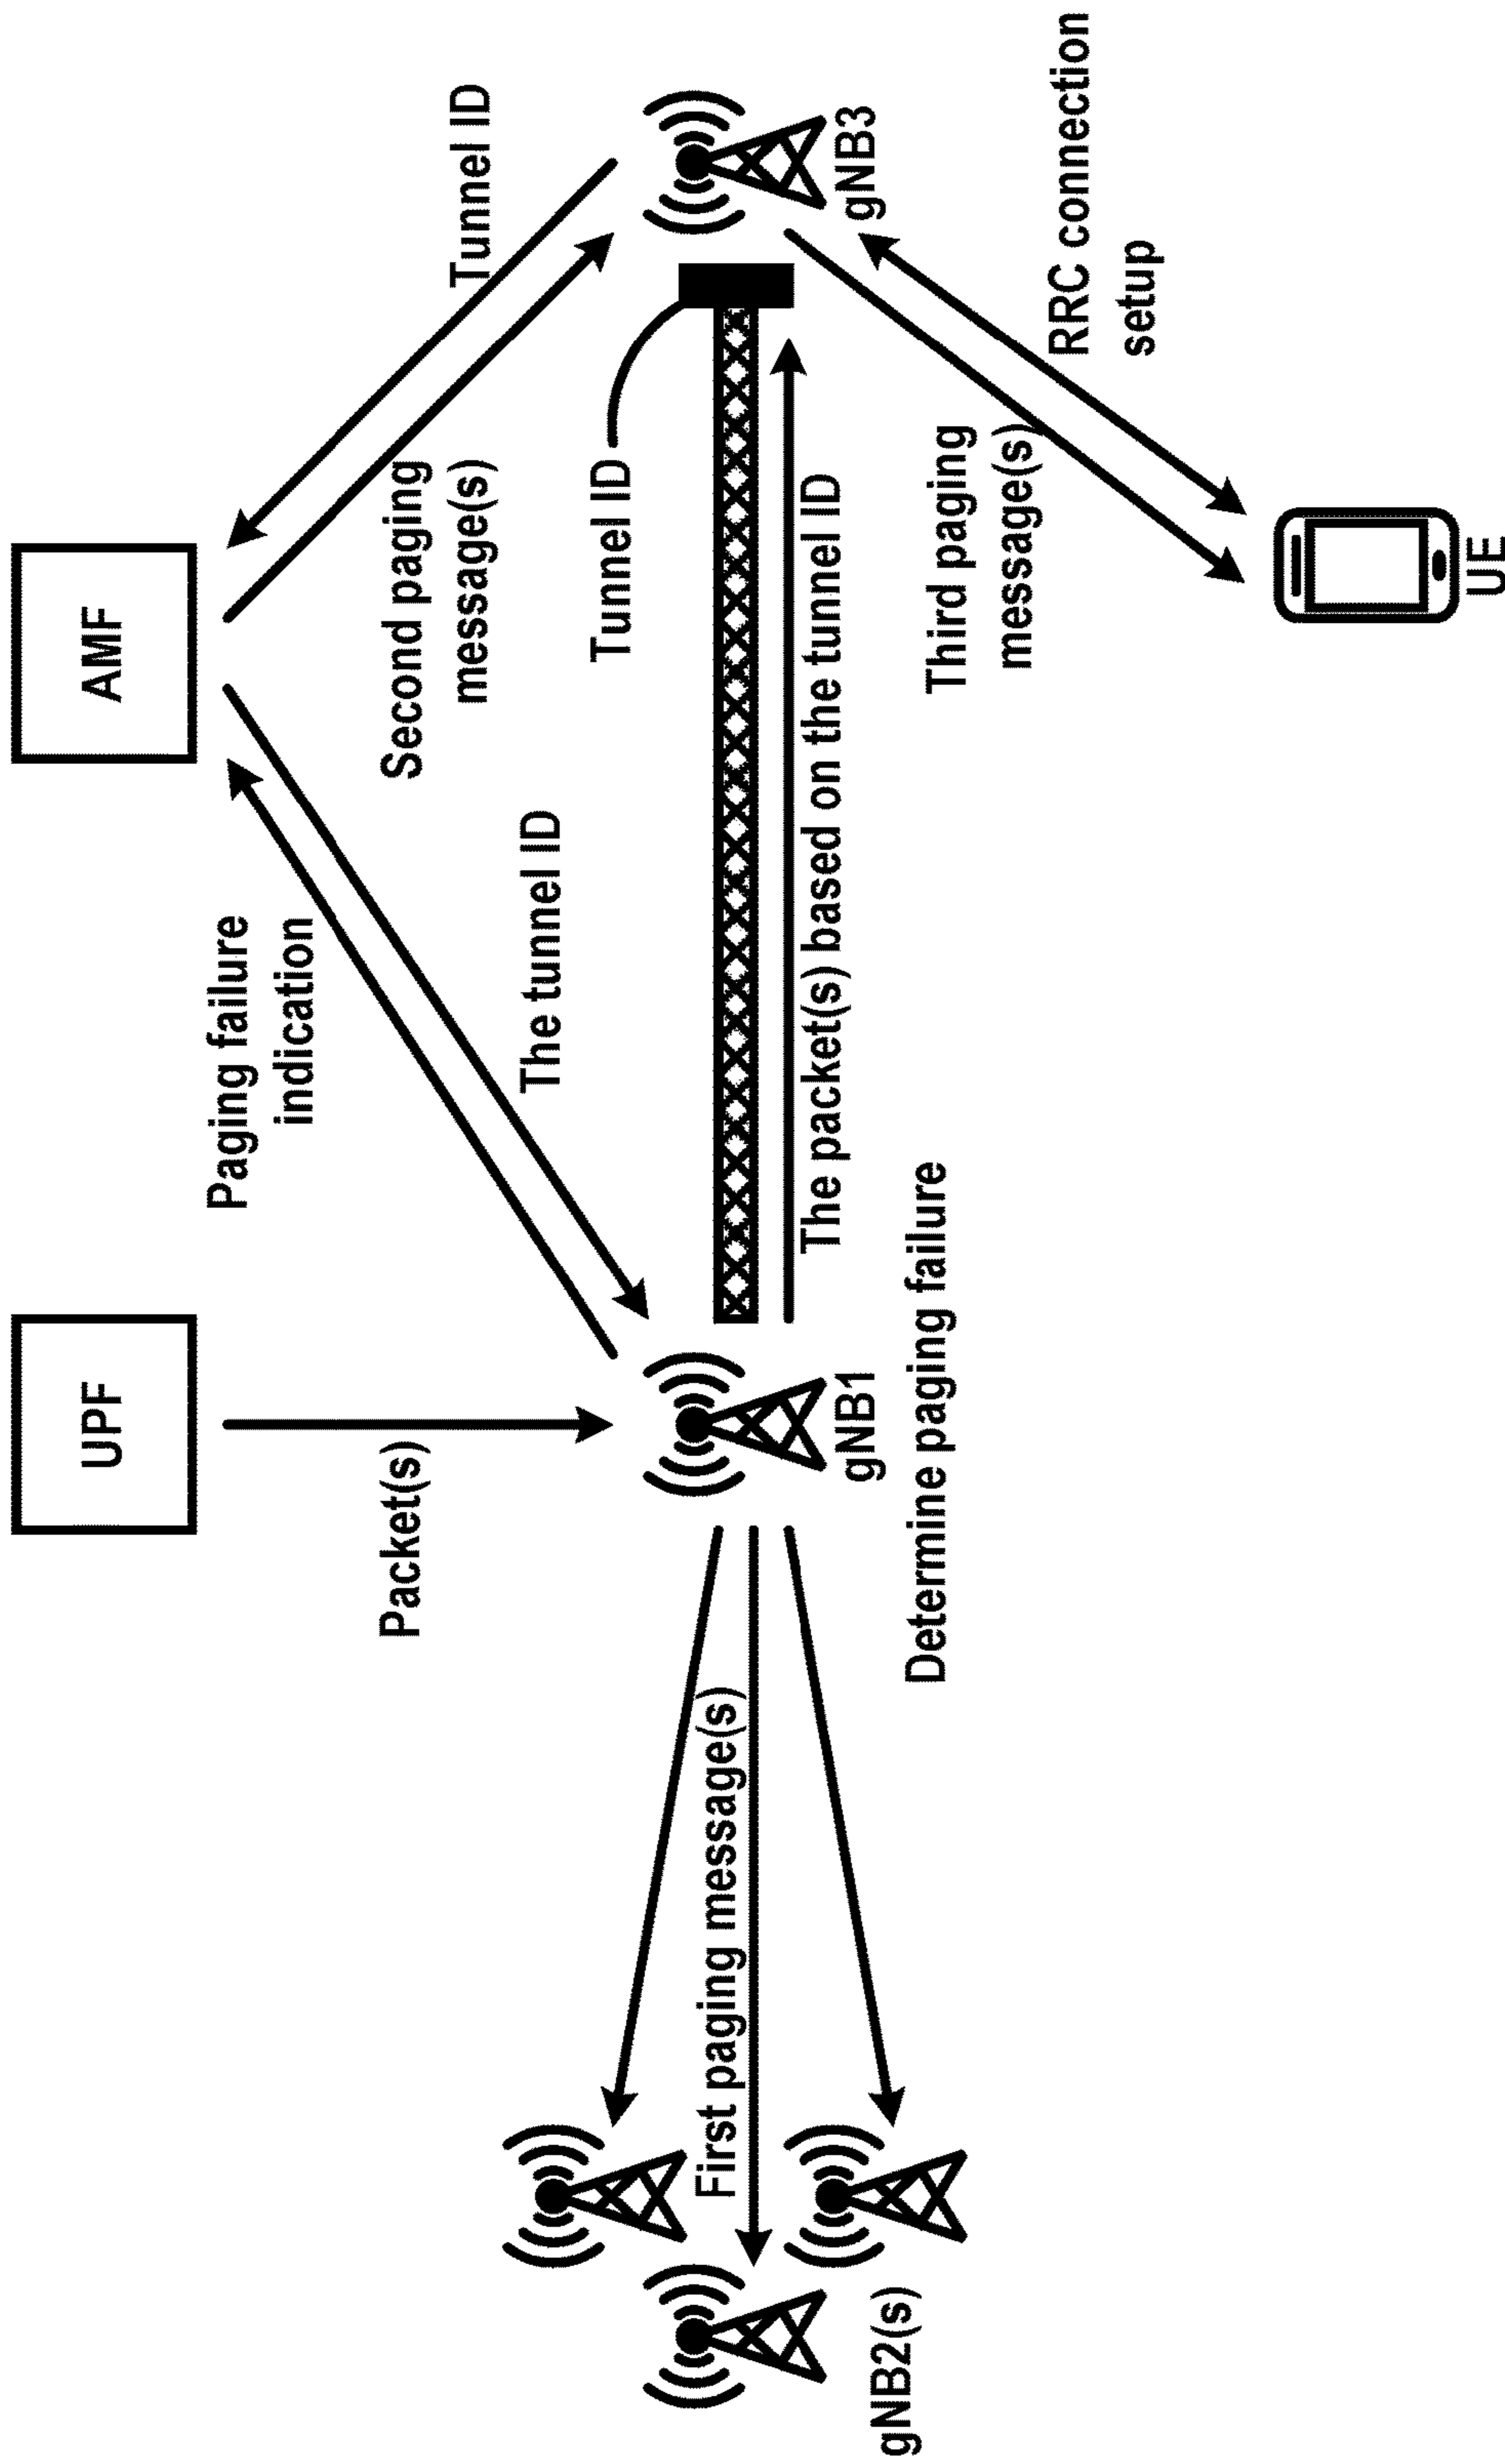 UPF
AMF
Packet(s)
Paging failure
indication
The tunnel ID
Second paging
message(s)
Tunnel ID
Tunnel ID
First paging message(s)
gNB2(s)
gNB1
Determine paging failure
The packet(s) based on the tunnel ID
gNB3
Third paging
message(s)
RRC connection
setup
UE